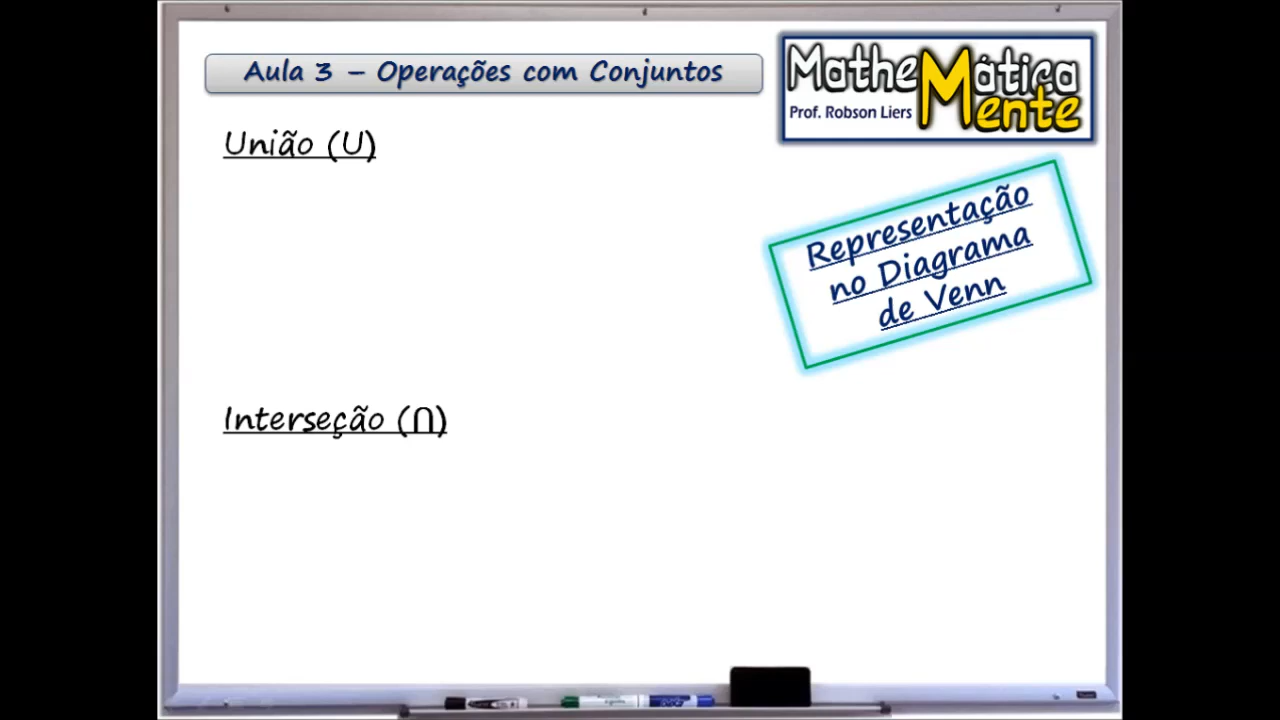 Aula 3 – Operações com Conjuntos
MatheMática
Mente
Prof. Robson Liers
União (U)
Representação
no Diagrama
de Venn
Interseção (∩)